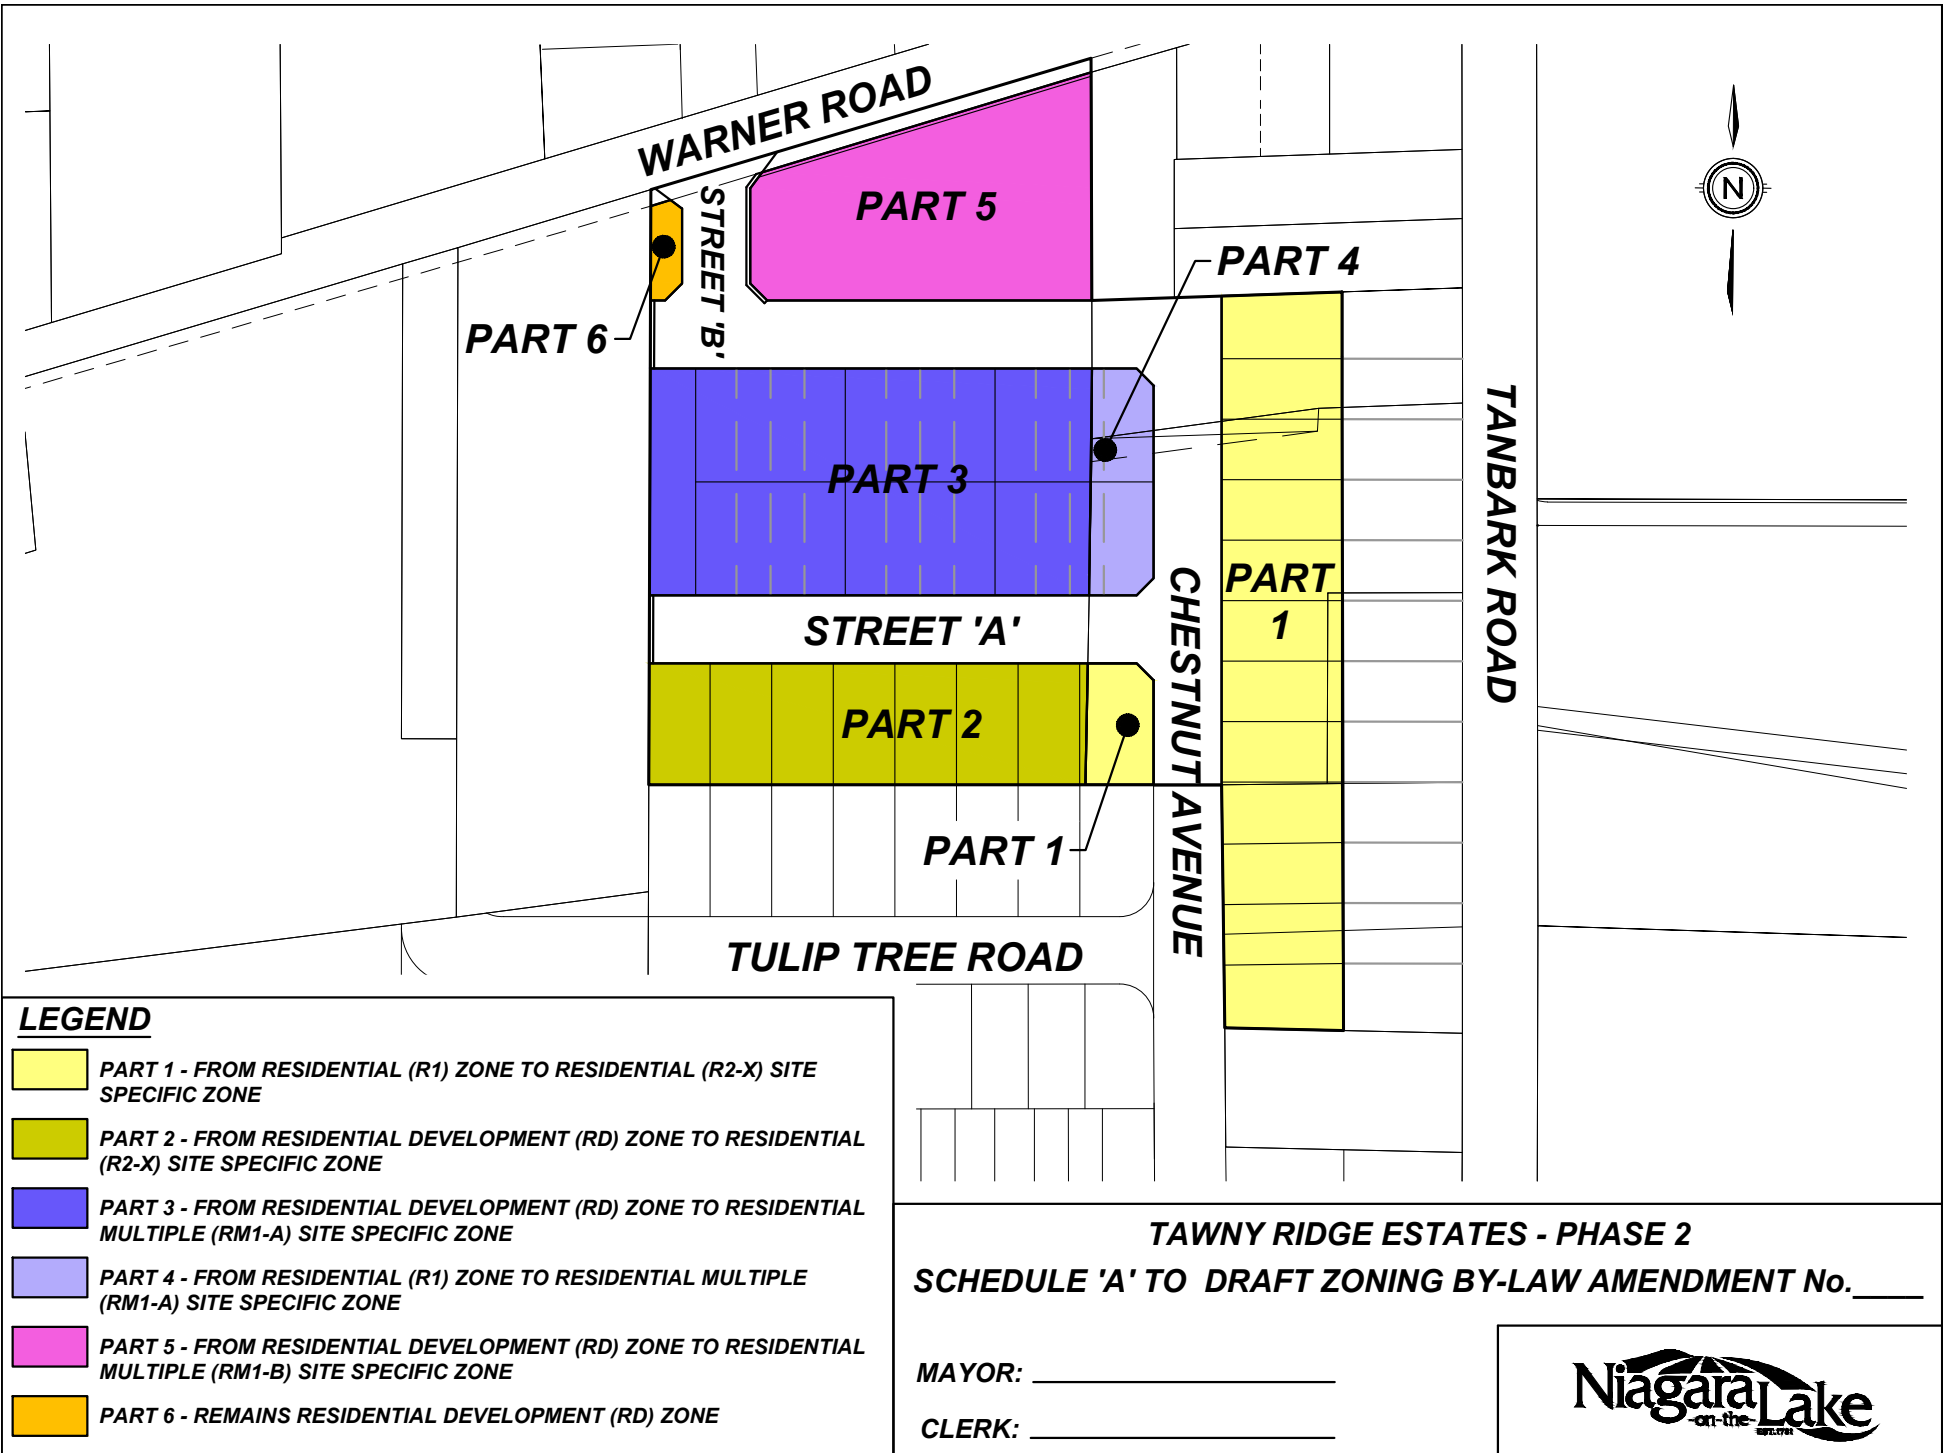 WARNER ROAD
PART 5
STREET 'B'
N
PART 4
PART 6
PART 3
TANBARK ROAD
PART
1
STREET 'A'
CHESTNUT AVENUE
PART 2
PART 1
TULIP TREE ROAD
LEGEND
PART 1 - FROM RESIDENTIAL (R1) ZONE TO RESIDENTIAL (R2-X) SITE
SPECIFIC ZONE
PART 2 - FROM RESIDENTIAL DEVELOPMENT (RD) ZONE TO RESIDENTIAL
(R2-X) SITE SPECIFIC ZONE
PART 3 - FROM RESIDENTIAL DEVELOPMENT (RD) ZONE TO RESIDENTIAL
MULTIPLE (RM1-A) SITE SPECIFIC ZONE
PART 4 - FROM RESIDENTIAL (R1) ZONE TO RESIDENTIAL MULTIPLE
(RM1-A) SITE SPECIFIC ZONE
PART 5 - FROM RESIDENTIAL DEVELOPMENT (RD) ZONE TO RESIDENTIAL
MULTIPLE (RM1-B) SITE SPECIFIC ZONE
PART 6 - REMAINS RESIDENTIAL DEVELOPMENT (RD) ZONE
TAWNY RIDGE ESTATES - PHASE 2
SCHEDULE 'A' TO DRAFT ZONING BY-LAW AMENDMENT No.____
MAYOR: ____________________
CLERK: ____________________
Niagara
-on-the-
Lake
EST. 1781